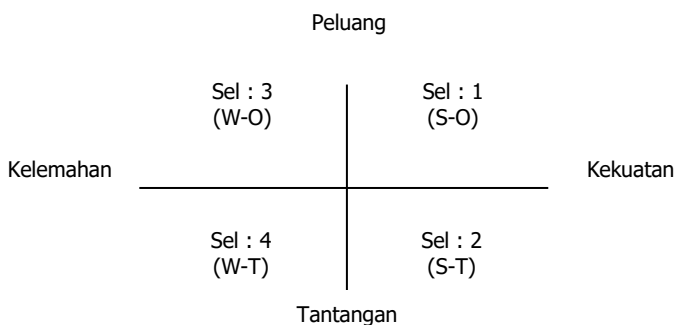 Peluang
Sel : 3
(W-O)
Sel : 1
(S-O)
Kelemahan
Kekuatan
Sel : 4
(W-T)
Sel : 2
(S-T)
Tantangan